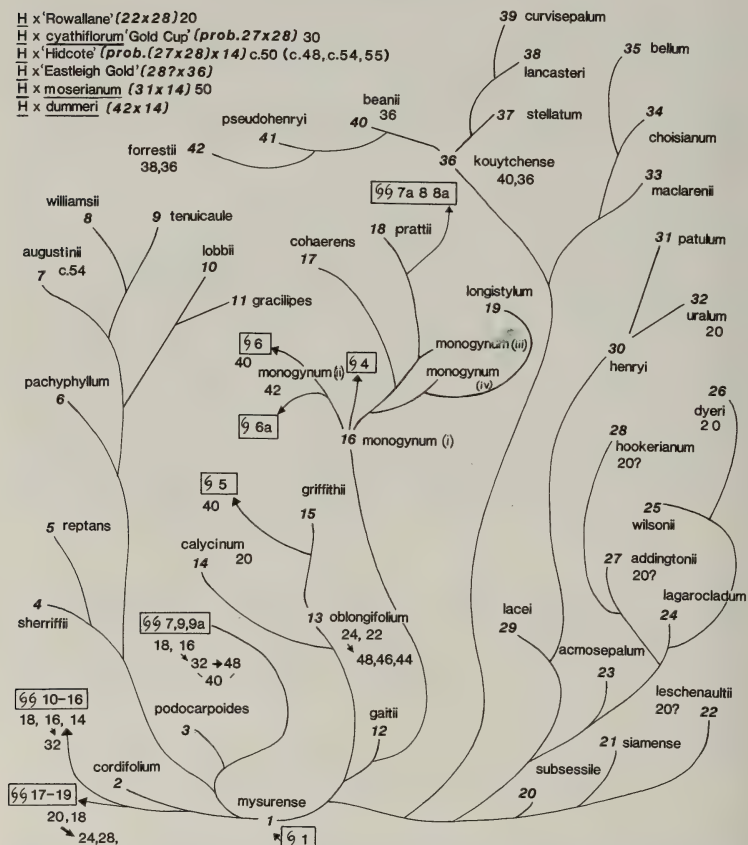 H x 'Rowallane' (22x28) 20
H x cyathiflorum 'Gold Cup' (prob. 27x28) 30
H x 'Hidcote' (prob. (27x28)x14) c.50 (c.48, c.54, 55)
H x 'Eastleigh Gold' (28?x36)
H x moserianum (31x14) 50
H x dummeri (42x14)
39 curvisepalum
38
lancasteri
35 bellum
beanii
40
36
37 stellatum
34
choisianum
pseudohenryi
41
forrestii 42
38,36
36 kouytchense
40,36
33
maclarenii
§§ 7a 8 8a
williamsii
8
9 tenuicaule
18 prattii
31 patulum
augustinii
7 c.54
lobbii
10
cohaerens
17
longistylum
19
32
uralum
20
11 gracilipes
§ 6
40
monogynum (ii)
42
§ 4
monogynum (iii)
monogynum
(iv)
30
henryi
pachyphyllum
6
26
dyeri
20
§ 6a
16 monogynum (i)
28
hookerianum
20?
§ 5
40
griffithii
15
25
wilsonii
5 reptans
calycinum 20
14
27 addingtonii
20?
lagarocladum
24
4
sherriffii
§§ 7,9,9a
18, 16
32 → 48
40
13 oblongifolium
24, 22
48,46,44
lacei
29
acmosepalum
23
§§ 10-16
18, 16, 14
32
podocarpoides
3
gaitii
12
leschenaultii
20? 22
cordifolium
2
21 siamense
§§ 17-19
20,18
24,28,
mysurense
1
subsessile
20
§ 1